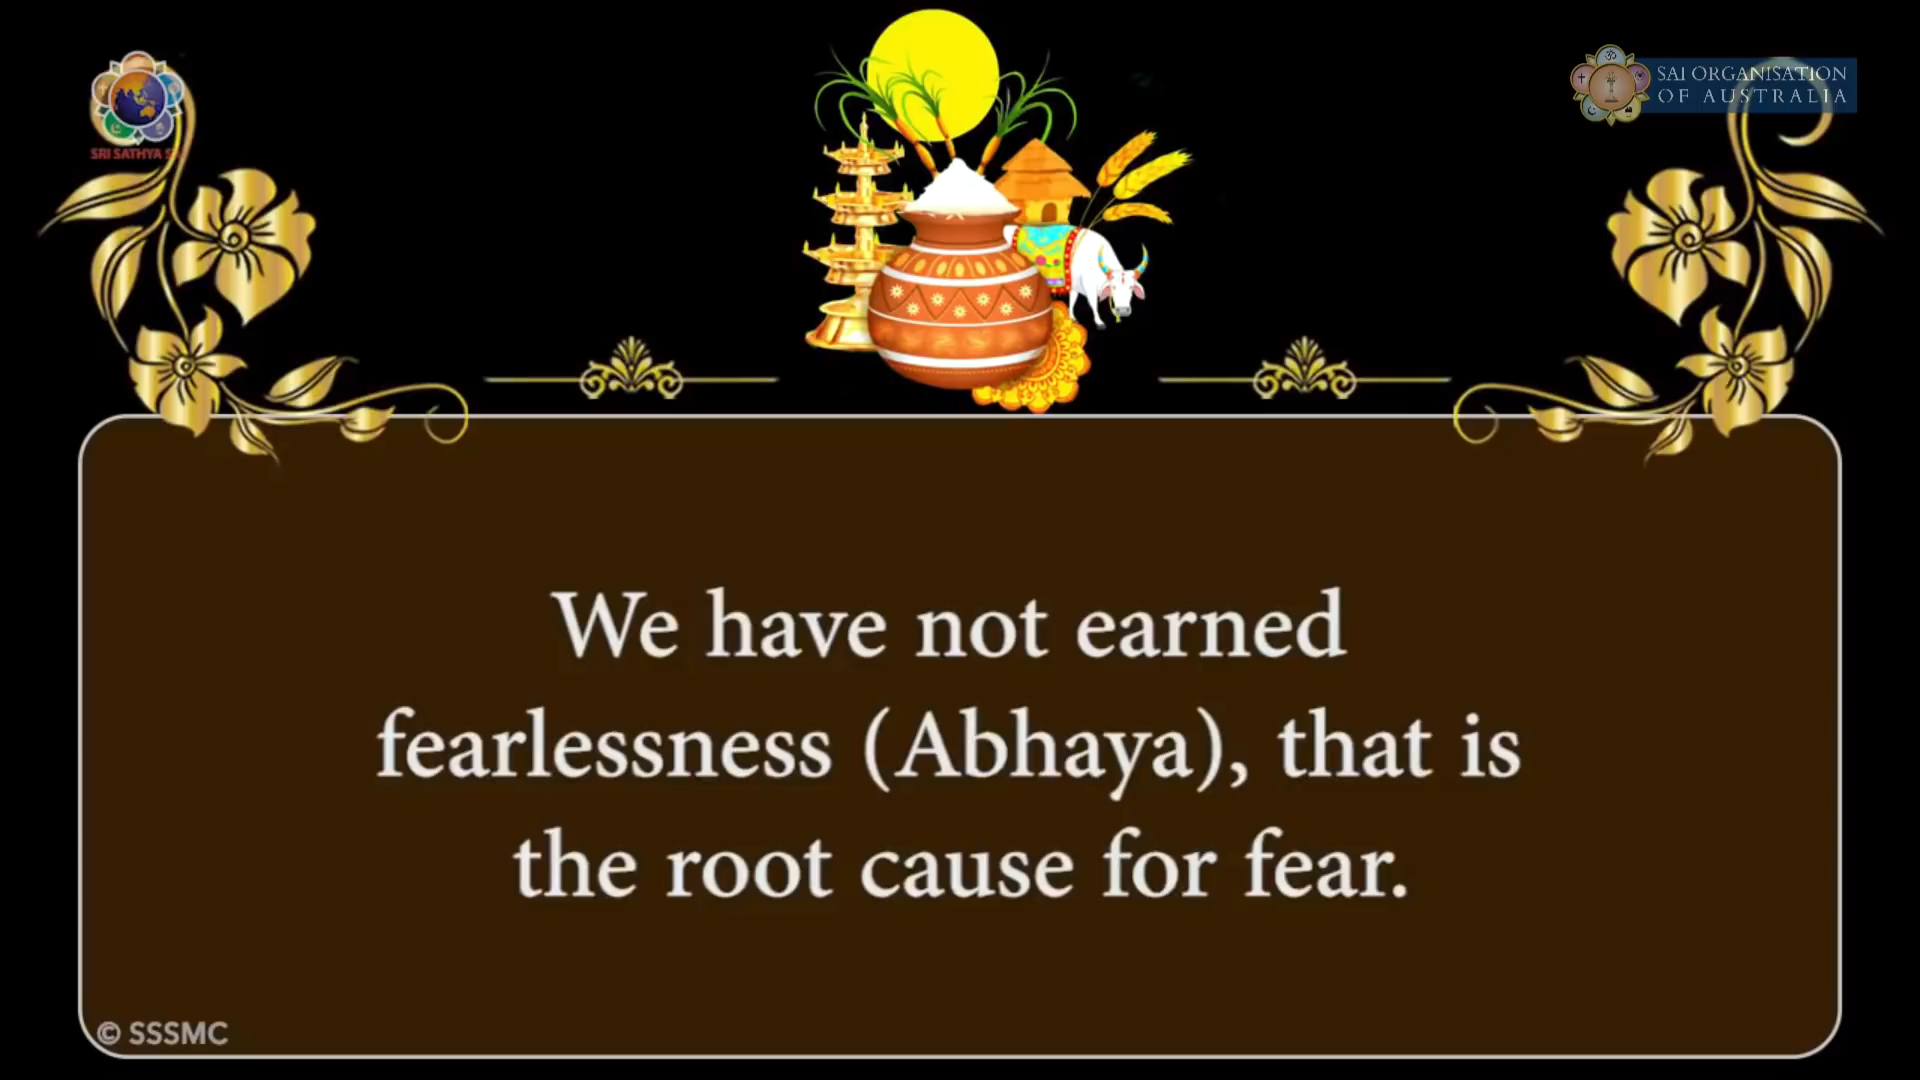 SRI SATHYA
SAI ORGANISATION
OF AUSTRALIA
We have not earned
fearlessness (Abhaya), that is
the root cause for fear.
© SSSMC